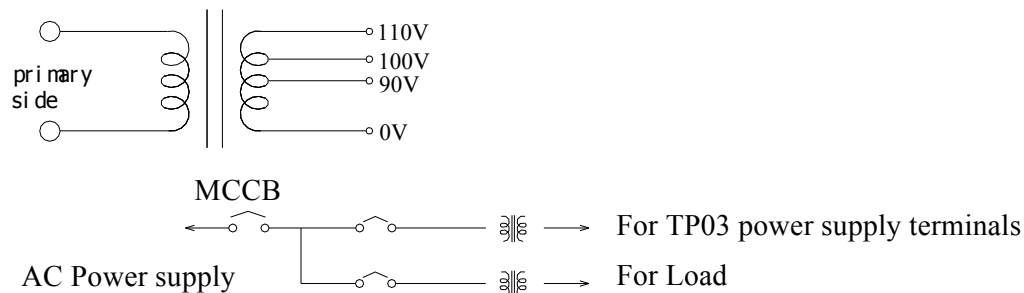 110V
100V
90V
primary
side
0V
MCCB
For TP03 power supply terminals
AC Power supply
For Load